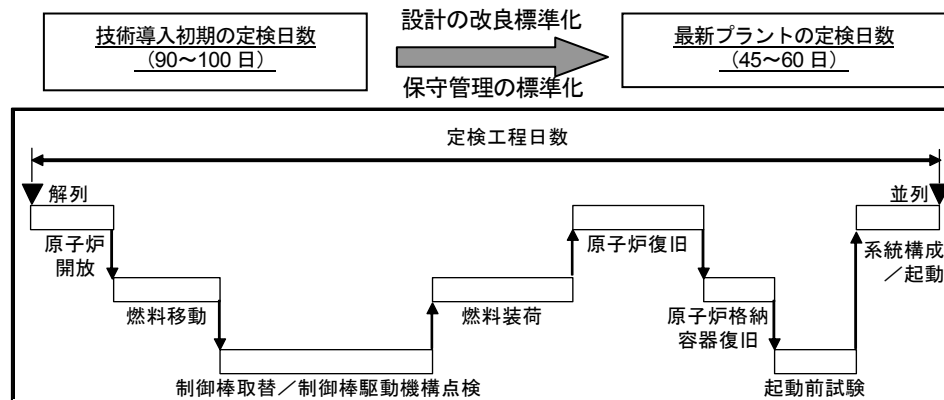 技術導入初期の定検日数
（90～100 日）
設計の改良標準化
保守管理の標準化
最新プラントの定検日数
（45～60 日）
定検工程日数
解列
並列
原子炉
開放
燃料移動
制御棒取替／制御棒駆動機構点検
燃料装荷
原子炉復旧
原子炉格納
容器復旧
起動前試験
系統構成
／起動